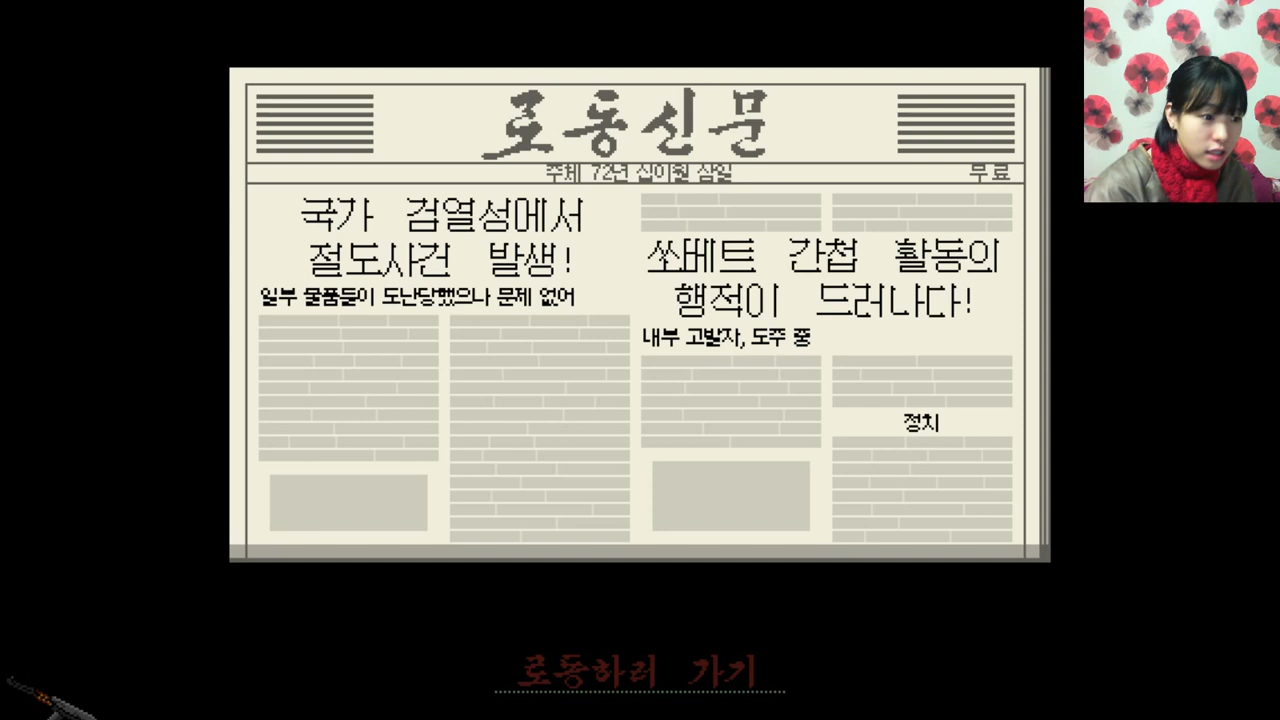 로동신문
주체 72년 십이월 삼일
무료
국가 검열성에서
절도사건 발생!
일부 물품들이 도난당했으나 문제 없어
쏘베트 간첩 활동의
행적이 드러나다!
내부 고발자, 도주 중
정치
로동하러 가기